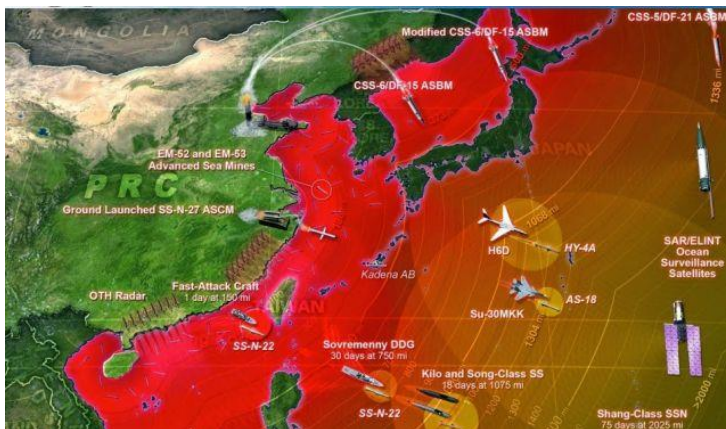 MONGOLIA
Modified CSS-6/DF-15 ASBM
CSS-5/DF-21 ASBM
1336 mi
CSS-6/DF-15 ASBM
EM-52 and EM-53
Advanced Sea Mines
JAPAN
PRC
Ground Launched SS-N-27 ASCM
1068 mi
H6D
HY-4A
SAR/ELINT
Ocean
Surveillance
Satellites
Kadena AB
Fast-Attack Craft
1 day at 150 mi
OTH Radar
TAIWAN
Su-30MKK
AS-18
SS-N-22
1304 mi
Sovremenny DDG
30 days at 750 mi
Kilo and Song-Class SS
18 days at 1075 mi
SS-N-22
>2000 mi
Shang-Class SSN
75 days at 2025 mi